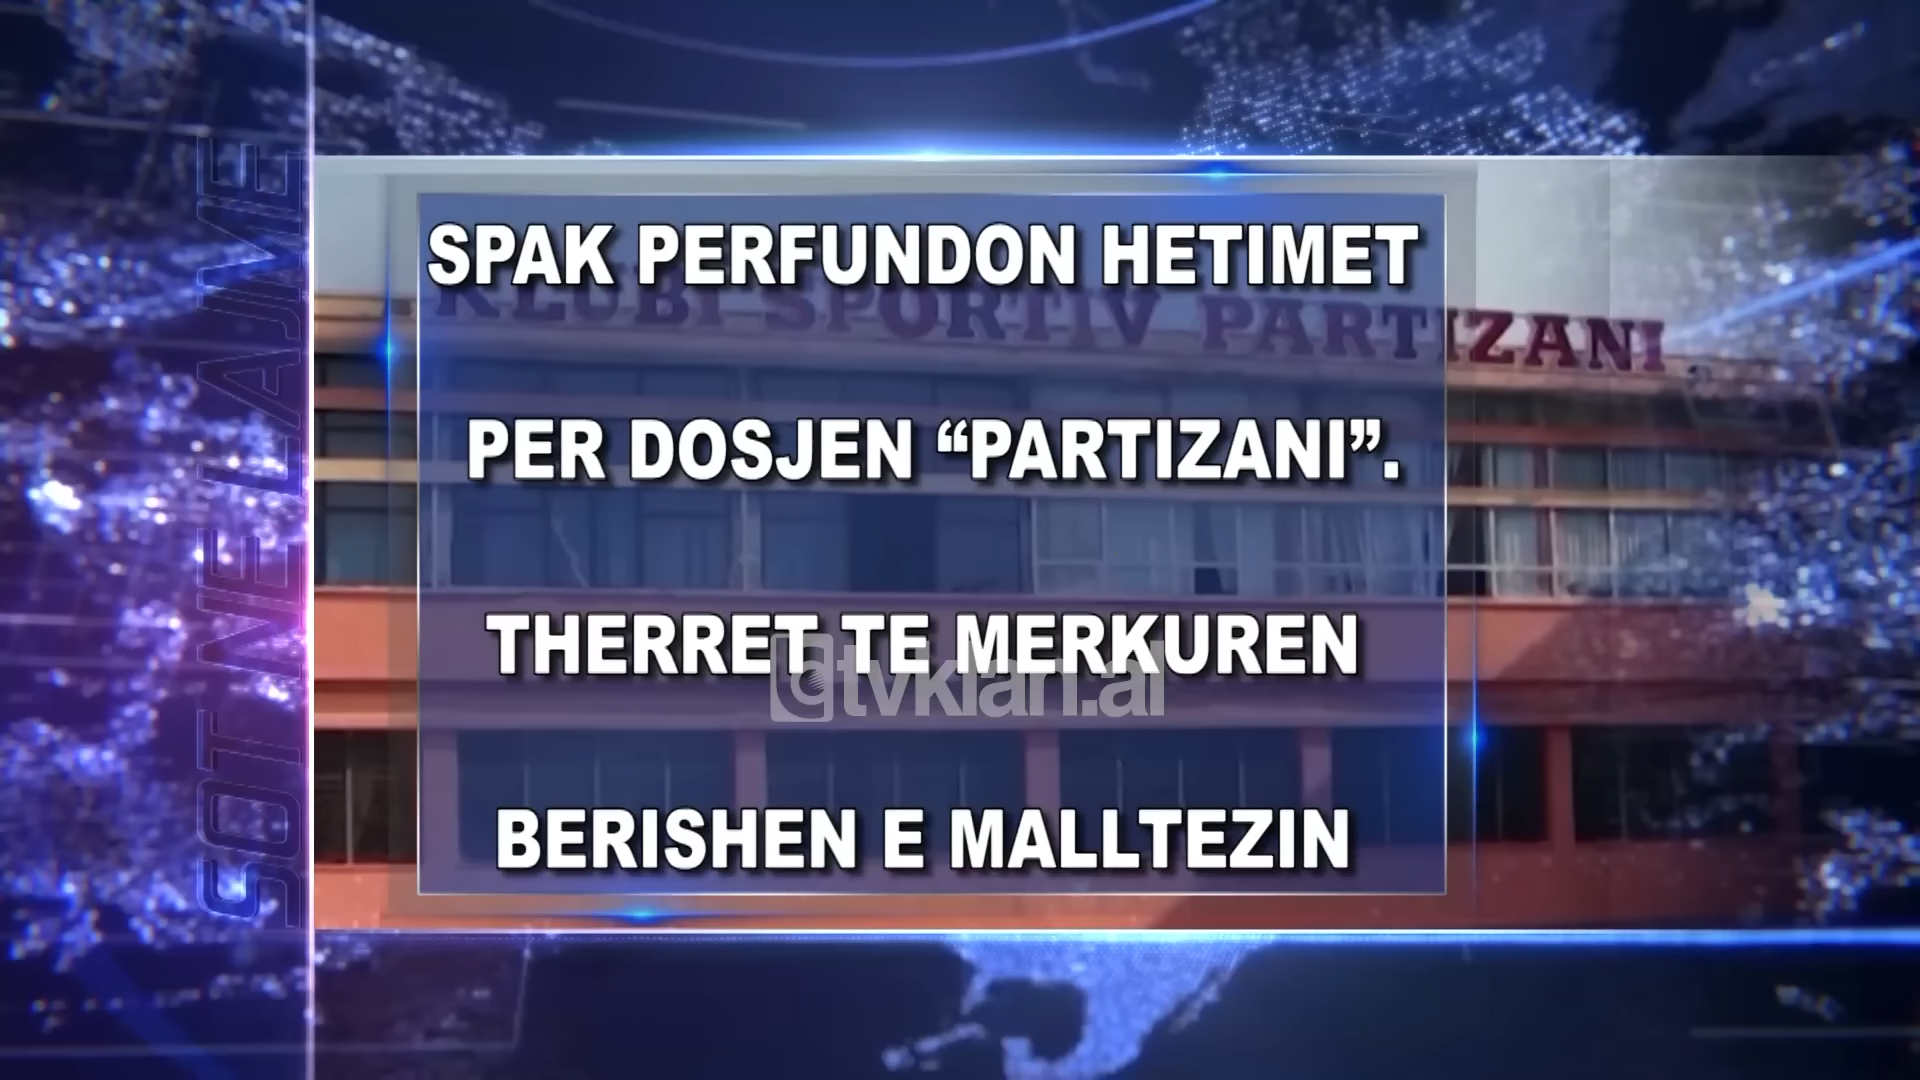 SPAK PERFUNDON HETIMET
KLUBI SPORTIV PARTIZANI
PER DOSJEN “PARTIZANI”.
THERRET TE MERKUREN
tvklan.al
BERISHEN E MALLTEZIN
SOT NE LAJME